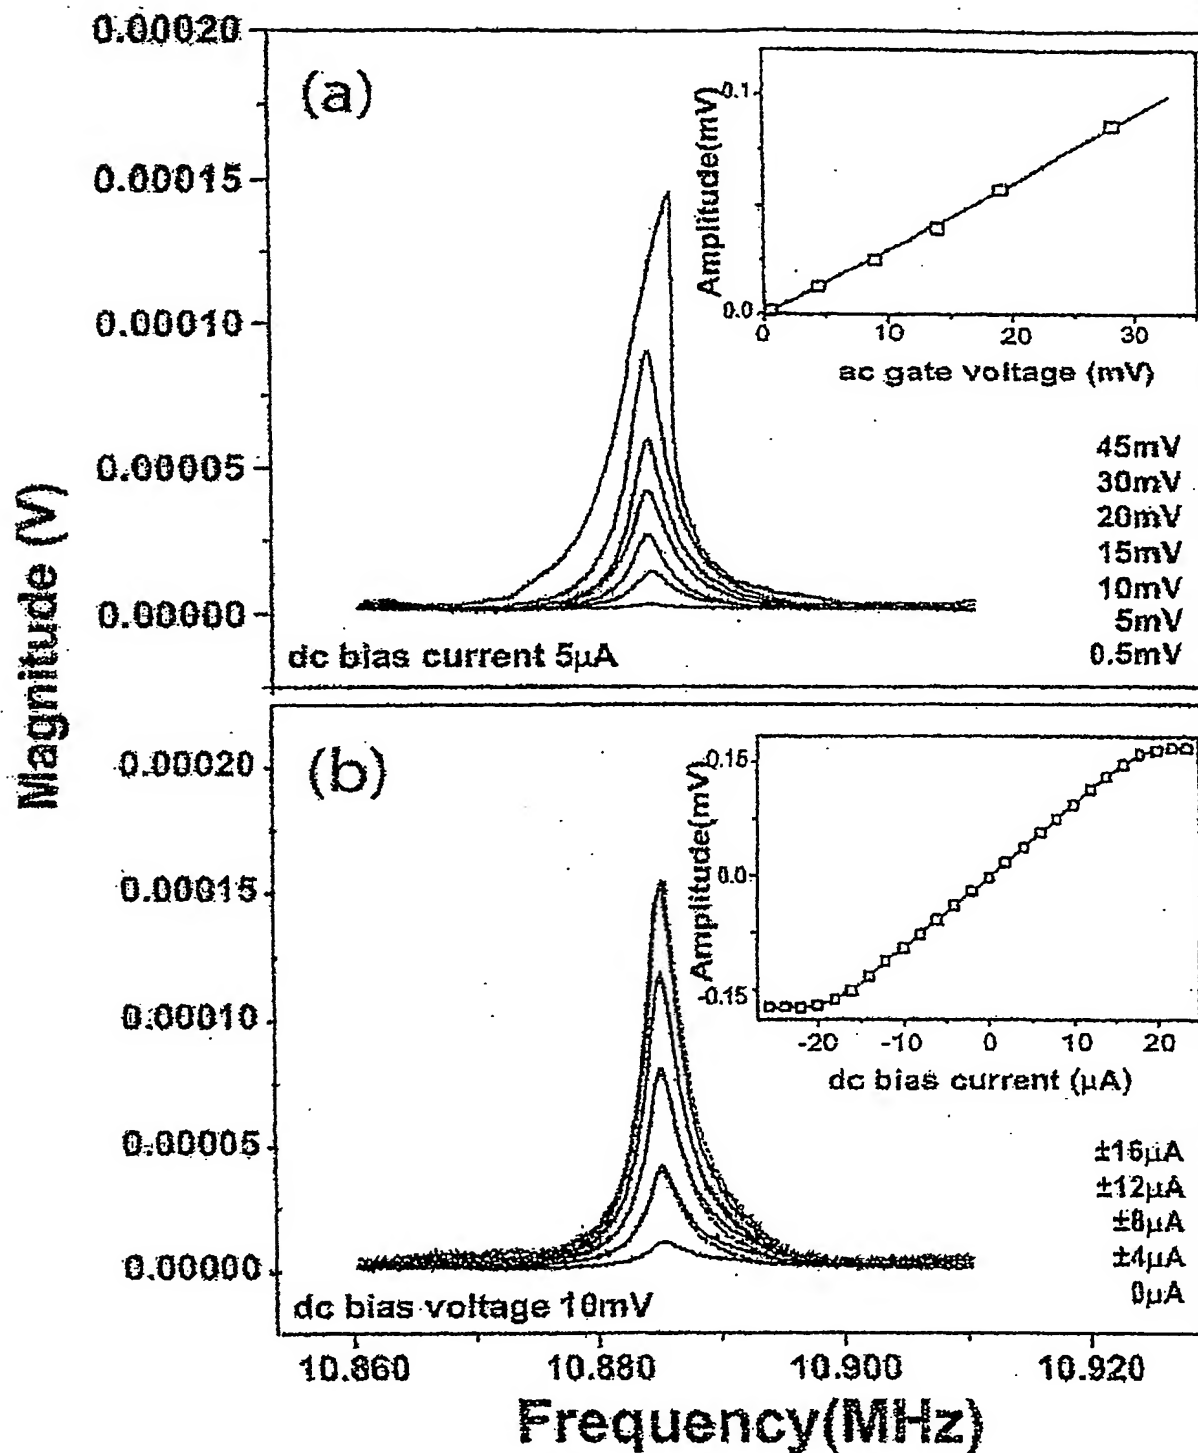 0.00020
(a)
0.00015
0.00010
0.00005
0.00000
Amplitude(mV)
0.1
0.0
0
10
20
30
ac gate voltage (mV)
45mV
30mV
20mV
15mV
10mV
5mV
0.5mV
dc bias current 5μA
Magnitude (V)
(b)
0.00020
0.00015
0.00010
0.00005
0.00000
Amplitude(mV)
0.15
0.0
-0.15
-20
-10
0
10
20
dc bias current (μA)
±16μA
±12μA
±8μA
±4μA
0μA
dc bias voltage 10mV
10.860
10.880
10.900
10.920
Frequency(MHz)